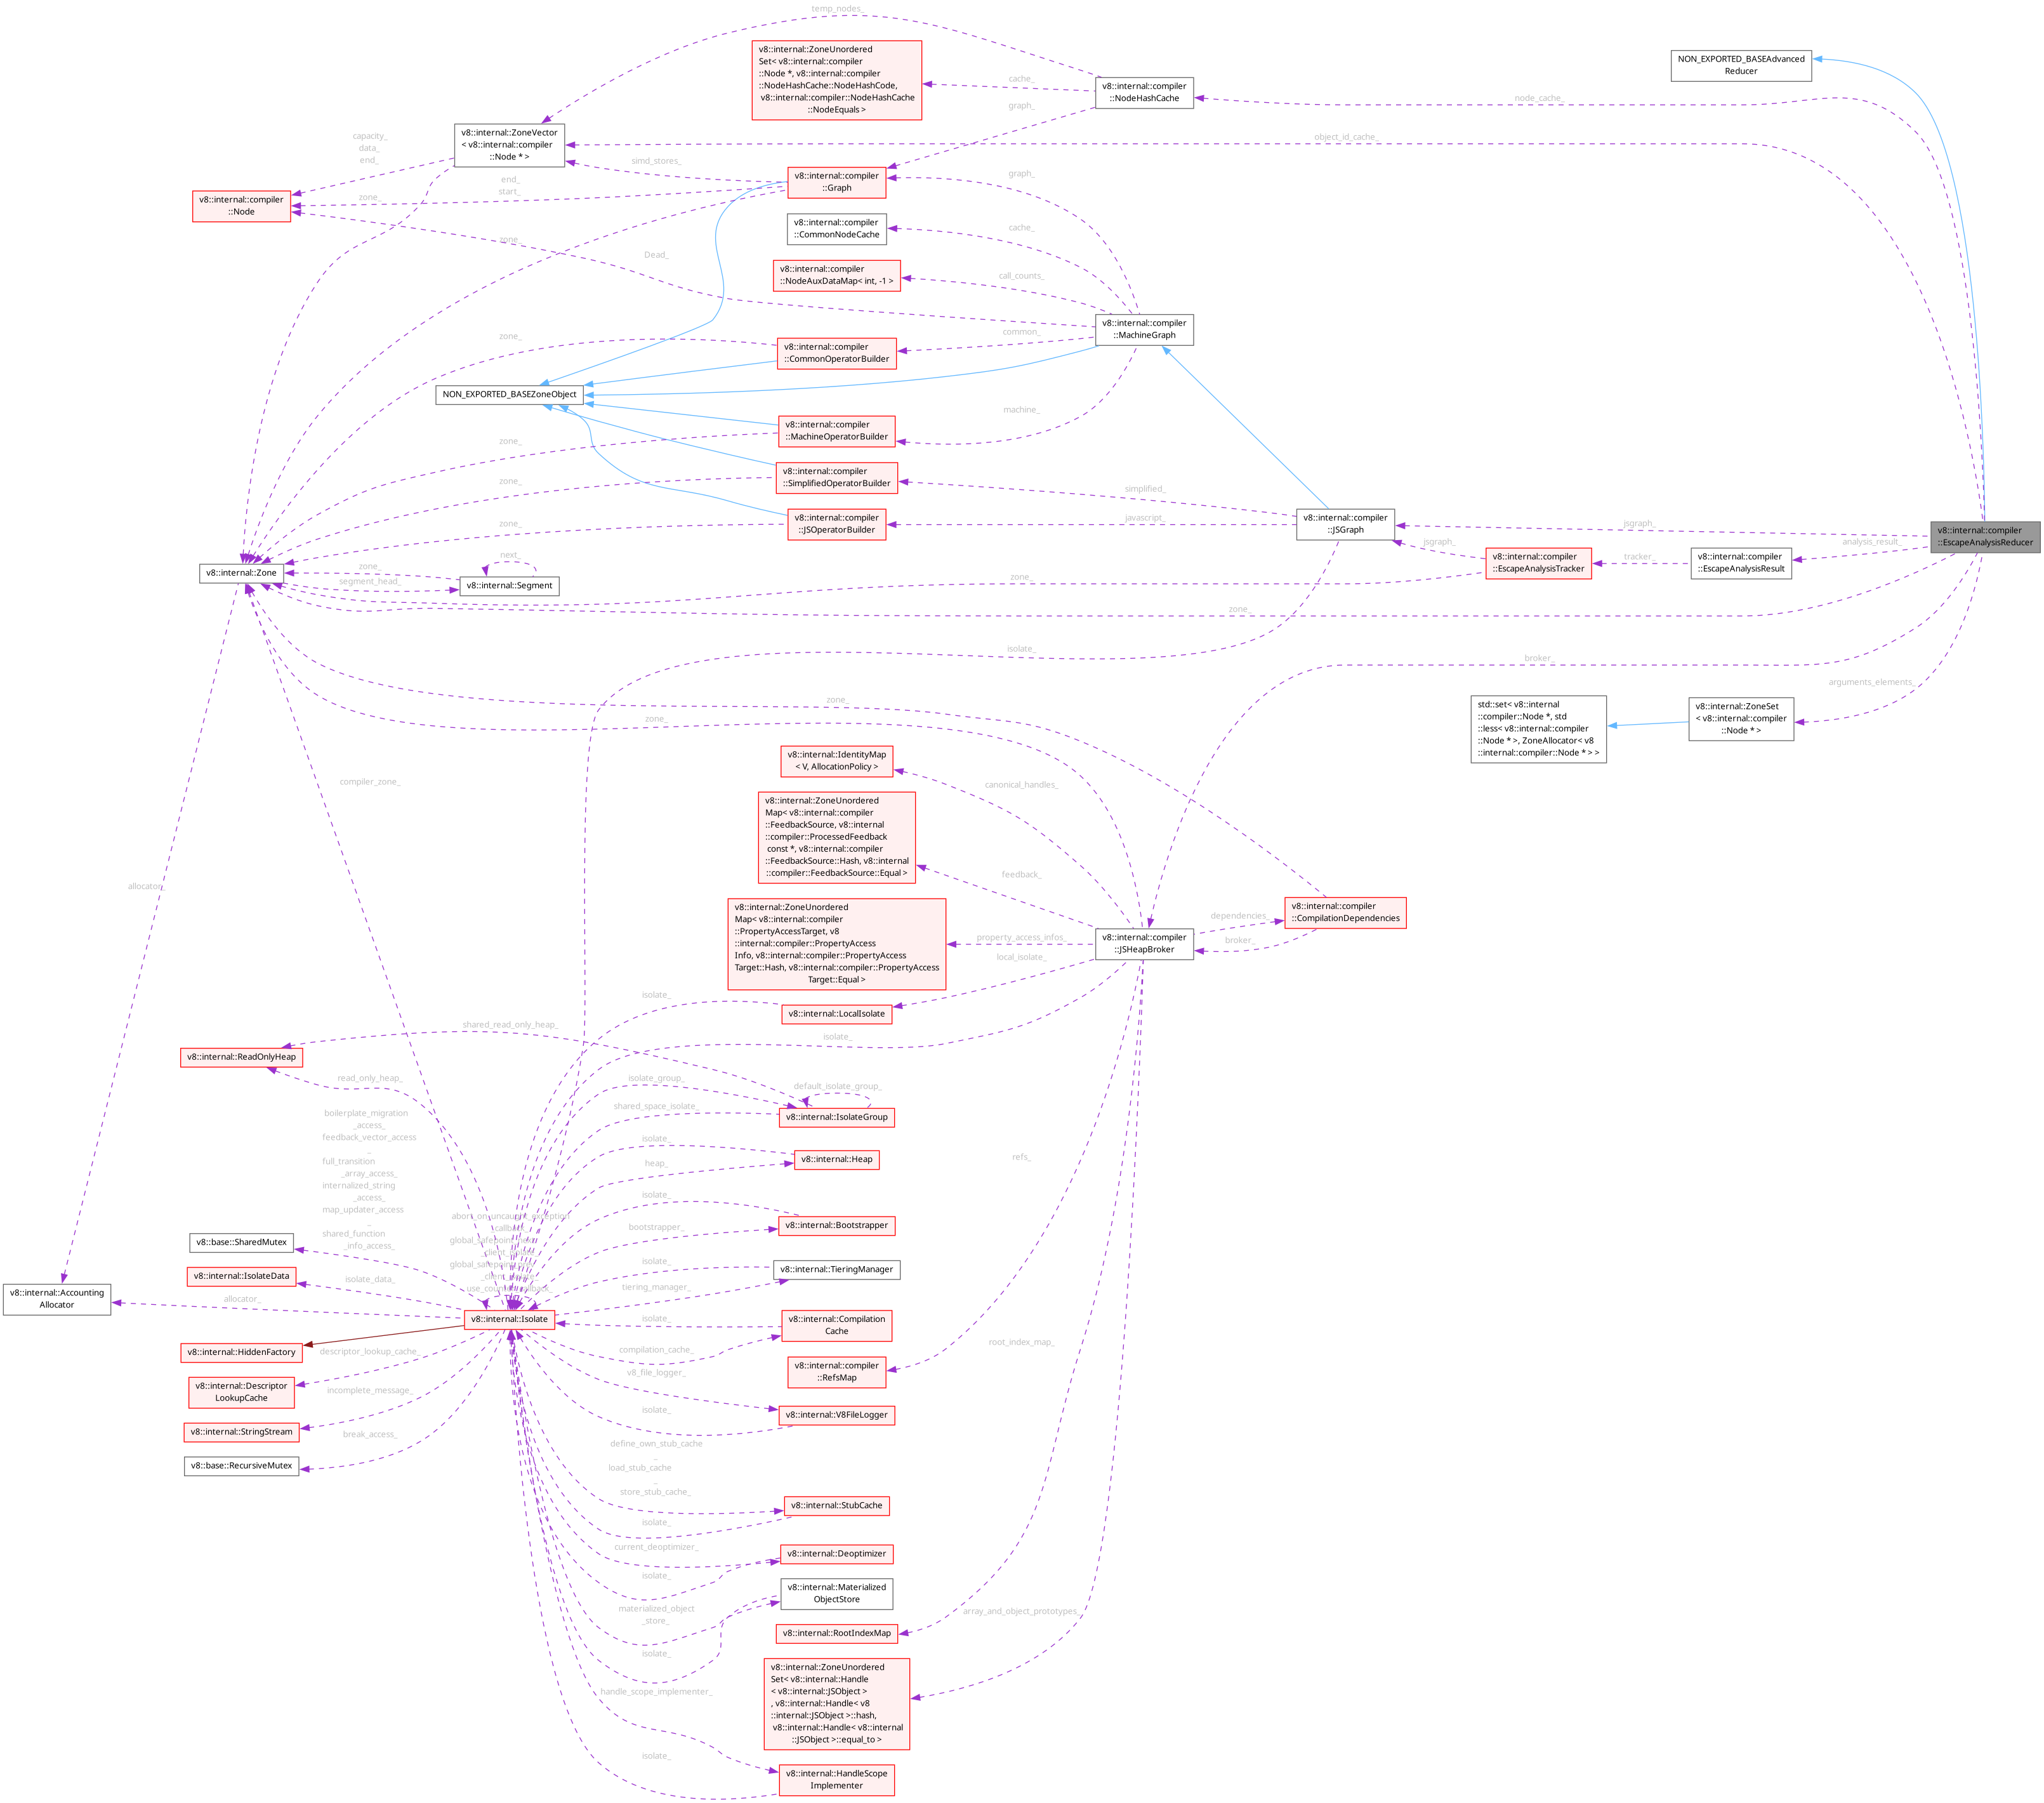 temp_nodes_
v8::internal::ZoneUnordered
Set< v8::internal::compiler
::Node *, v8::internal::compiler
::NodeHashCache::NodeHashCode,
v8::internal::compiler::NodeHashCache
::NodeEquals >
cache_
v8::internal::compiler
::NodeHashCache
graph_
node_cache_
NON_EXPORTED_BASEAdvanced
Reducer
capacity_
data_
end_
v8::internal::ZoneVector
< v8::internal::compiler
::Node * >
object_id_cache_
simd_stores_
v8::internal::compiler
::Graph
end_
start_
zone_
v8::internal::compiler
::Node
graph_
v8::internal::compiler
::CommonNodeCache
cache_
zone_
Dead_
v8::internal::compiler
::NodeAuxDataMap< int, -1 >
call_counts_
v8::internal::compiler
::MachineGraph
common_
zone_
v8::internal::compiler
::CommonOperatorBuilder
NON_EXPORTED_BASEZoneObject
machine_
v8::internal::compiler
::MachineOperatorBuilder
zone_
v8::internal::compiler
::SimplifiedOperatorBuilder
zone_
simplified_
v8::internal::compiler
::JSOperatorBuilder
zone_
javascript_
v8::internal::compiler
::JSGraph
jsgraph_
v8::internal::compiler
::EscapeAnalysisReducer
jsgraph_
v8::internal::compiler
::EscapeAnalysisTracker
tracker_
v8::internal::compiler
::EscapeAnalysisResult
analysis_result_
v8::internal::Zone
zone_
segment_head_
next_
v8::internal::Segment
zone_
zone_
isolate_
broker_
arguments_elements_
std::set< v8::internal
::compiler::Node *, std
::less< v8::internal::compiler
::Node * >, ZoneAllocator< v8
::internal::compiler::Node * > >
v8::internal::ZoneSet
< v8::internal::compiler
::Node * >
zone_
zone_
compiler_zone_
v8::internal::IdentityMap
< V, AllocationPolicy >
canonical_handles_
v8::internal::ZoneUnordered
Map< v8::internal::compiler
::FeedbackSource, v8::internal
::compiler::ProcessedFeedback
const *, v8::internal::compiler
::FeedbackSource::Hash, v8::internal
::compiler::FeedbackSource::Equal >
feedback_
allocator_
v8::internal::ZoneUnordered
Map< v8::internal::compiler
::PropertyAccessTarget, v8
::internal::compiler::PropertyAccess
Info, v8::internal::compiler::PropertyAccess
Target::Hash, v8::internal::compiler::PropertyAccess
Target::Equal >
property_access_infos_
v8::internal::compiler
::JSHeapBroker
dependencies_
broker_
v8::internal::compiler
::CompilationDependencies
local_isolate_
isolate_
v8::internal::LocalIsolate
isolate_
shared_read_only_heap_
v8::internal::ReadOnlyHeap
read_only_heap_
isolate_group_
default_isolate_group_
shared_space_isolate_
v8::internal::IsolateGroup
isolate_
heap_
v8::internal::Heap
refs_
boilerplate_migration
_access_
feedback_vector_access
_
full_transition
_array_access_
internalized_string
_access_
map_updater_access
_
shared_function
_info_access_
isolate_
bootstrapper_
v8::internal::Bootstrapper
v8::base::SharedMutex
abort_on_uncaught_exception
_callback_
isolate_
tiering_manager_
v8::internal::TieringManager
v8::internal::IsolateData
isolate_data_
v8::internal::Accounting
Allocator
allocator_
use_counter_callback_
v8::internal::Isolate
isolate_
v8::internal::Compilation
Cache
compilation_cache_
v8::internal::HiddenFactory
root_index_map_
descriptor_lookup_cache_
v8::internal::Descriptor
LookupCache
v8_file_logger_
v8::internal::compiler
::RefsMap
incomplete_message_
v8::internal::StringStream
isolate_
v8::internal::V8FileLogger
break_access_
v8::base::RecursiveMutex
define_own_stub_cache
_
load_stub_cache
_
store_stub_cache_
v8::internal::StubCache
isolate_
current_deoptimizer_
v8::internal::Deoptimizer
isolate_
v8::internal::Materialized
ObjectStore
materialized_object
_store_
array_and_object_prototypes_
v8::internal::RootIndexMap
isolate_
v8::internal::ZoneUnordered
Set< v8::internal::Handle
< v8::internal::JSObject >
, v8::internal::Handle< v8
::internal::JSObject >::hash,
v8::internal::Handle< v8::internal
::JSObject >::equal_to >
handle_scope_implementer_
isolate_
v8::internal::HandleScope
Implementer